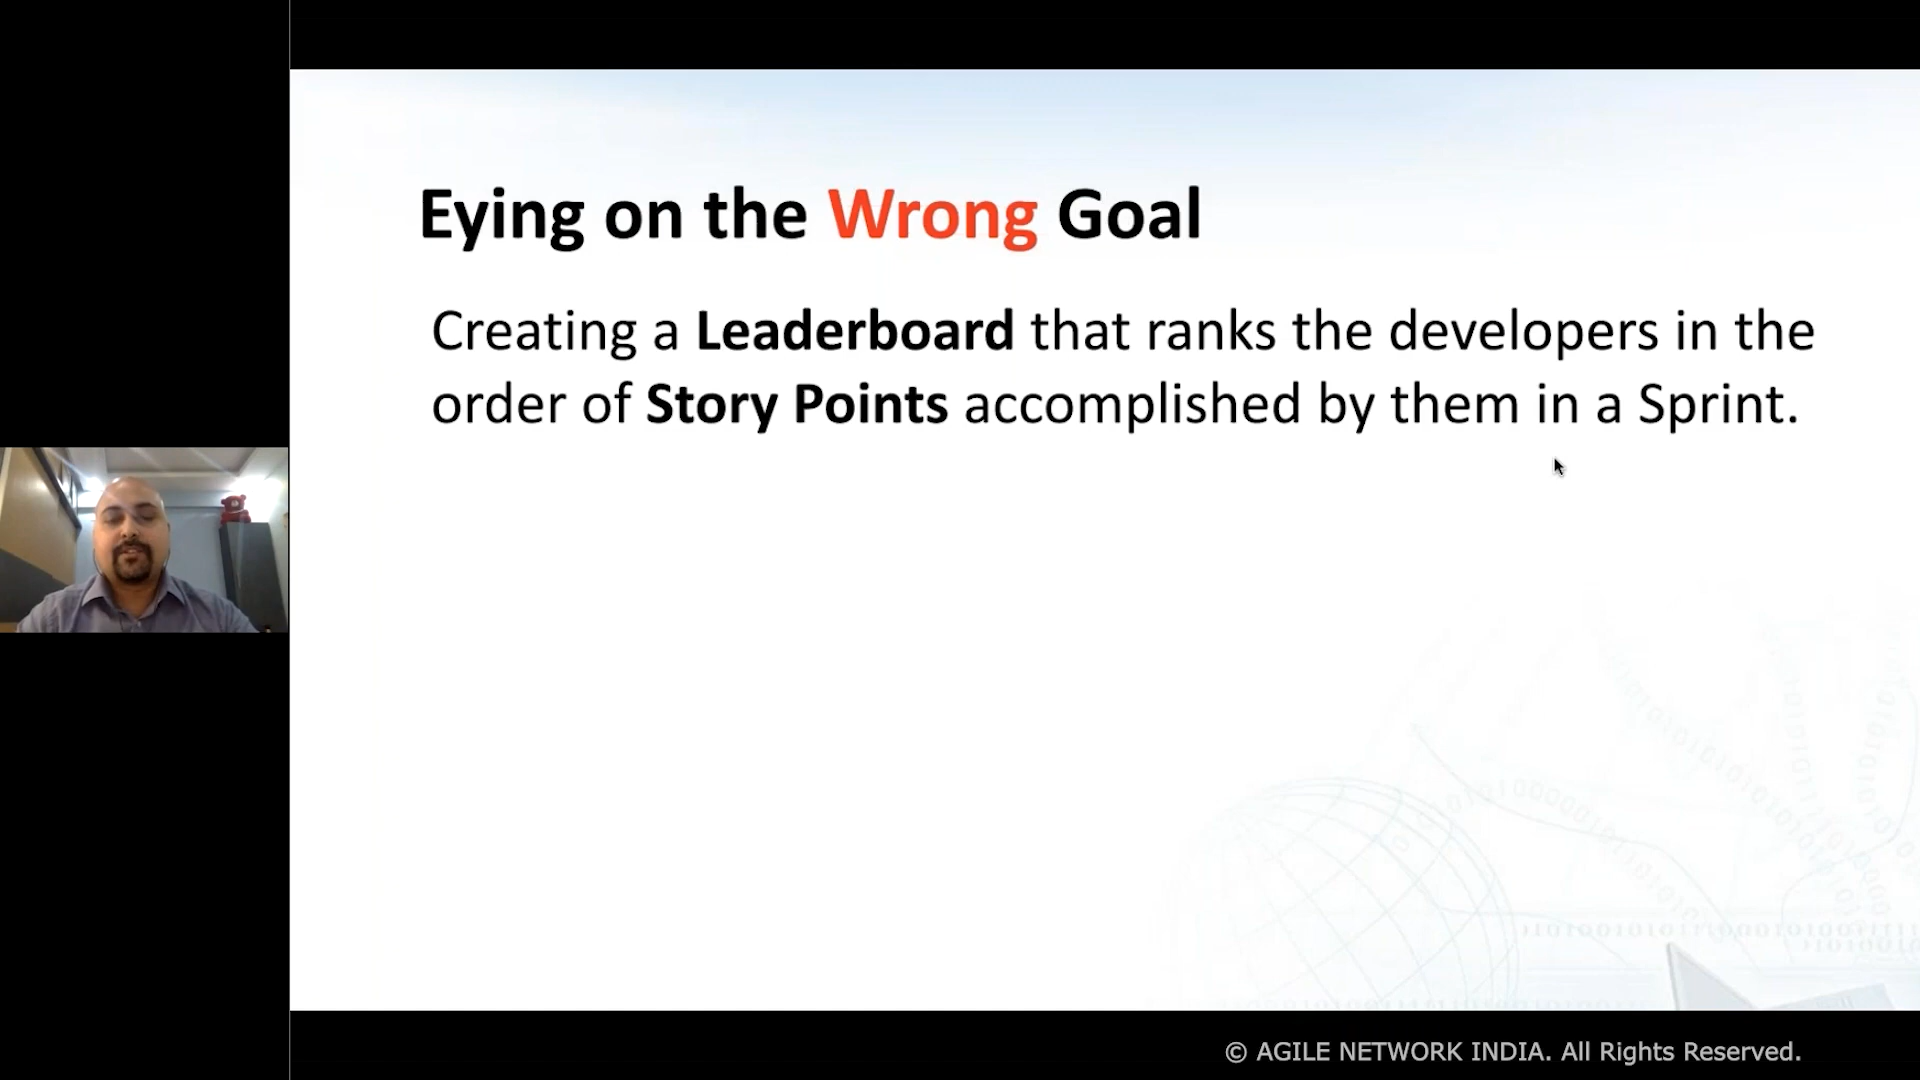 Eying on the Wrong Goal
Creating a Leaderboard that ranks the developers in the
order of Story Points accomplished by them in a Sprint.
© AGILE NETWORK INDIA. All Rights Reserved.